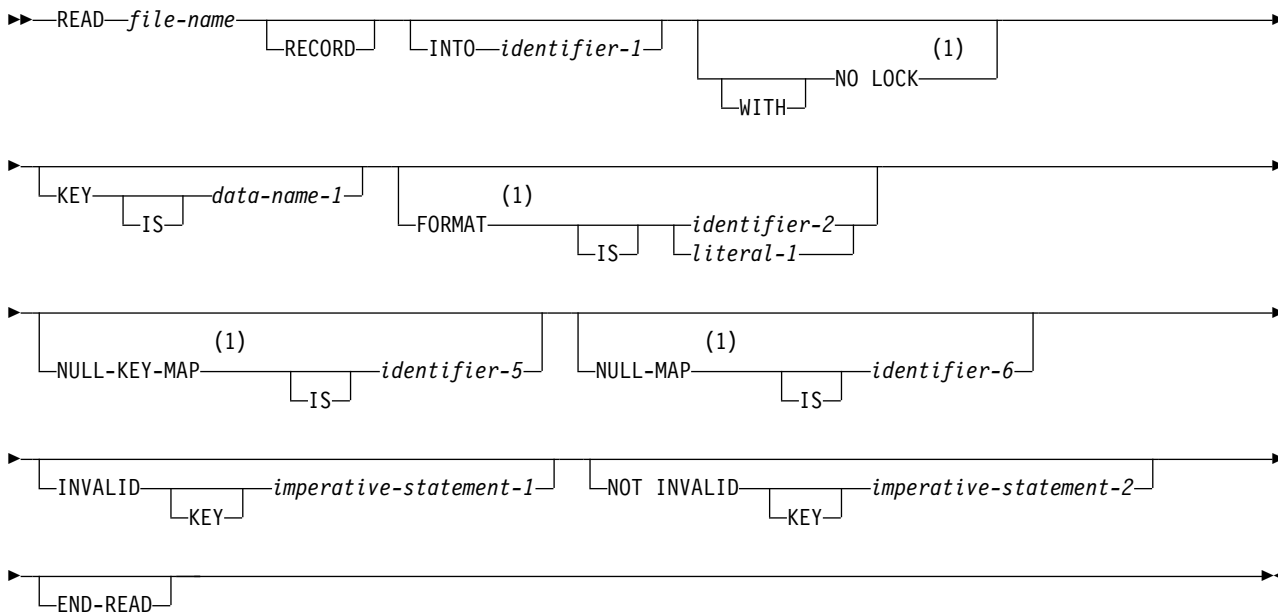 READ file-name RECORD INTO identifier-1 WITH NO LOCK (1)
KEY IS data-name-1 FORMAT (1) IS identifier-2 literal-1
NULL-KEY-MAP (1) IS identifier-5 NULL-MAP (1) IS identifier-6
INVALID KEY imperative-statement-1 NOT INVALID KEY imperative-statement-2
END-READ